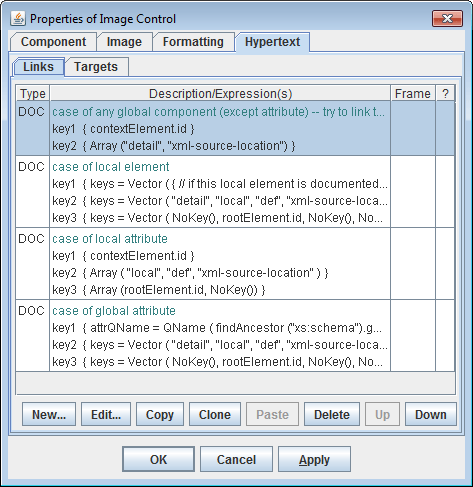 Properties of Image Control
Component Image Formatting Hypertext
Links Targets
Type Description/Expression(s) Frame ?
DOC case of any global component (except attribute) -- try to link t...
key1 { contextElement.id }
key2 { Array ("detail", "xml-source-location") }
DOC case of local element
key1 { keys = Vector ( { // if this local element is documented...
key2 { keys = Vector ( "detail", "local", "def", "xml-source-loca...
key3 { keys = Vector ( NoKey(), rootElement.id, NoKey(), No...
DOC case of local attribute
key1 { contextElement.id }
key2 { Array ( "local", "def", "xml-source-location" ) }
key3 { Array (rootElement.id, NoKey()) }
DOC case of global attribute
key1 { attrQName = QName ( findAncestor ("xs:schema").g...
key2 { keys = Vector ( "detail", "local", "def", "xml-source-loca...
key3 { keys = Vector ( NoKey(), rootElement.id, NoKey(), No...
New... Edit... Copy Clone Paste Delete Up Down
OK Cancel Apply